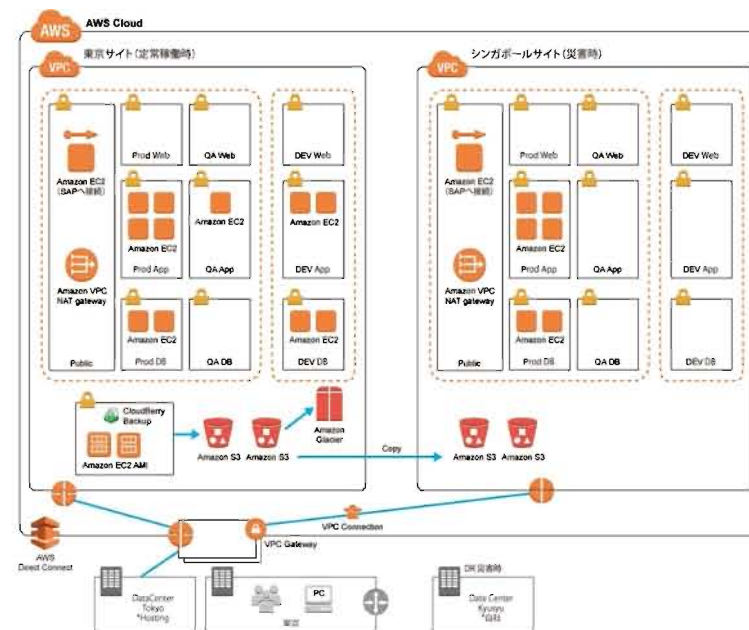 AWS
AWS Cloud
東京サイト(定常稼働時)
VPC
Amazon EC2
(SAPへ接続)
Amazon VPC
NAT gateway
Public
Prod Web
QA Web
DEV Web
Amazon EC2
Prod App
Amazon EC2
QA App
Amazon EC2
DEV App
Amazon EC2
Prod DB
QA DB
Amazon EC2
DEV DB
CloudBerry
Backup
Amazon EC2 AMI
Amazon S3
Amazon S3
Amazon
Glacier
Copy
シンガポールサイト(災害時)
VPC
Amazon EC2
(SAPへ接続)
Amazon VPC
NAT gateway
Public
Prod Web
QA Web
DEV Web
Amazon EC2
Prod App
QA App
DEV App
Amazon EC2
Prod DB
QA DB
DEV DB
Amazon S3
Amazon S3
AWS
Direct Connect
VPC Gateway
VPC Connection
DataCenter
Tokyo
*Hosting
PC
東京
DR災害時
Data Center
Kyusyu
*自社